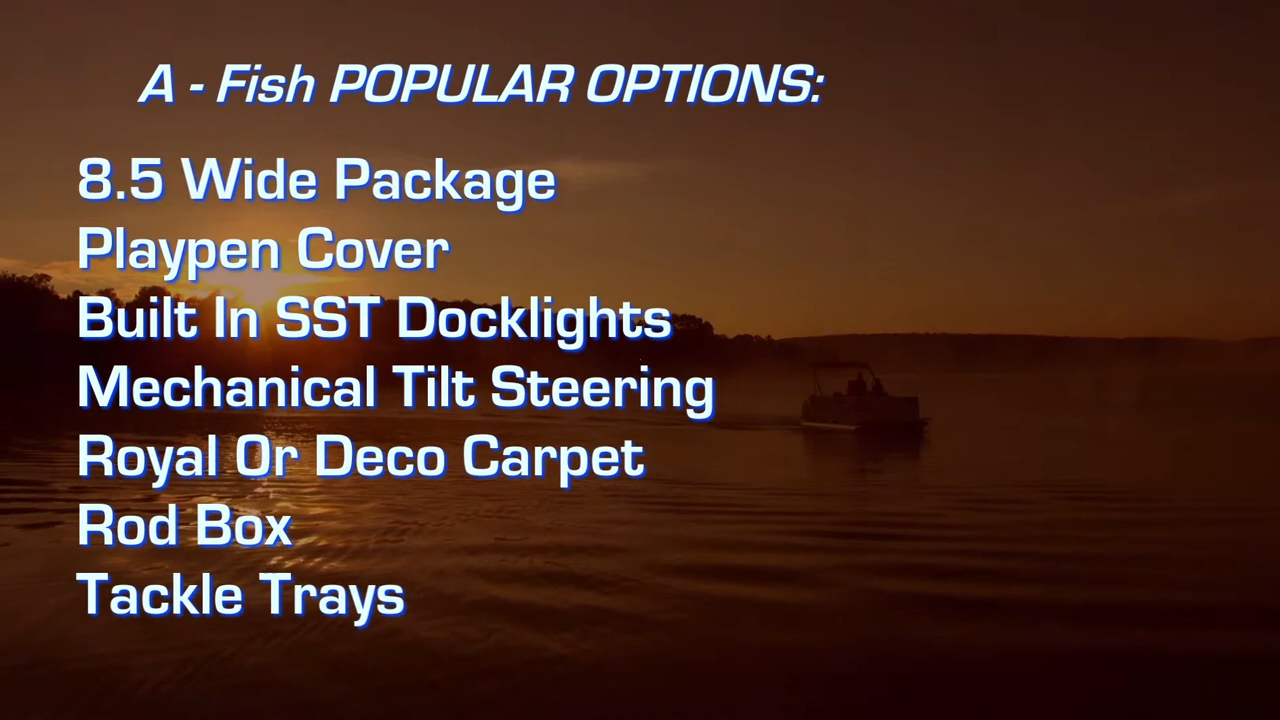 A - Fish POPULAR OPTIONS:
8.5 Wide Package
Playpen Cover
Built In SST Docklights
Mechanical Tilt Steering
Royal Or Deco Carpet
Rod Box
Tackle Trays